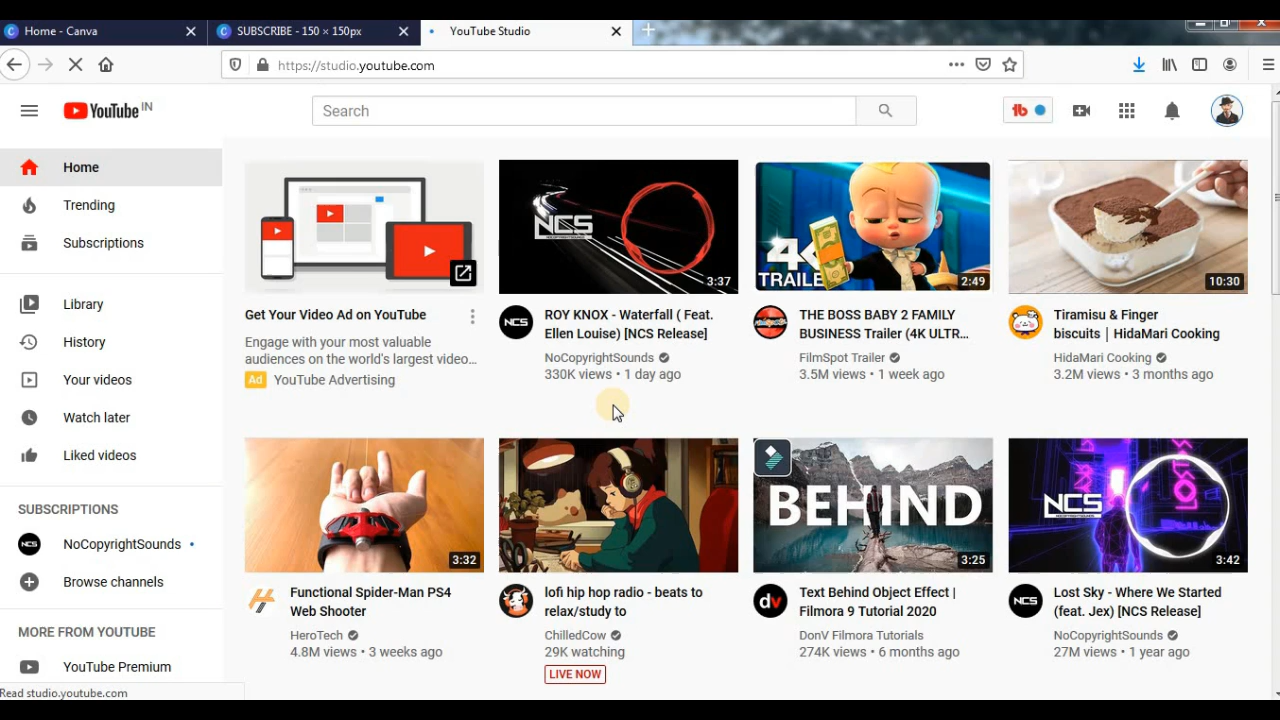 Home - Canva
SUBSCRIBE - 150 × 150px
YouTube Studio
https://studio.youtube.com
YouTube IN
Search
tb
Home
Trending
Subscriptions
Library
History
Your videos
Watch later
Liked videos
SUBSCRIPTIONS
NCS
NoCopyrightSounds
Browse channels
MORE FROM YOUTUBE
YouTube Premium
Read studio.youtube.com
Get Your Video Ad on YouTube
Engage with your most valuable
audiences on the world's largest video...
Ad YouTube Advertising
NCS
3:37
NCS
ROY KNOX - Waterfall ( Feat.
Ellen Louise) [NCS Release]
NoCopyrightSounds
330K views • 1 day ago
4K
TRAILE
2:49
THE BOSS BABY 2 FAMILY
BUSINESS Trailer (4K ULTR...
FilmSpot Trailer
3.5M views • 1 week ago
10:30
Tiramisu & Finger
biscuits | HidaMari Cooking
HidaMari Cooking
3.2M views • 3 months ago
3:32
Functional Spider-Man PS4
Web Shooter
HeroTech
4.8M views • 3 weeks ago
lofi hip hop radio - beats to
relax/study to
ChilledCow
29K watching
LIVE NOW
BEHIND
3:25
dv
Text Behind Object Effect |
Filmora 9 Tutorial 2020
DonV Filmora Tutorials
274K views • 6 months ago
NCS
3:42
NCS
Lost Sky - Where We Started
(feat. Jex) [NCS Release]
NoCopyrightSounds
27M views • 1 year ago